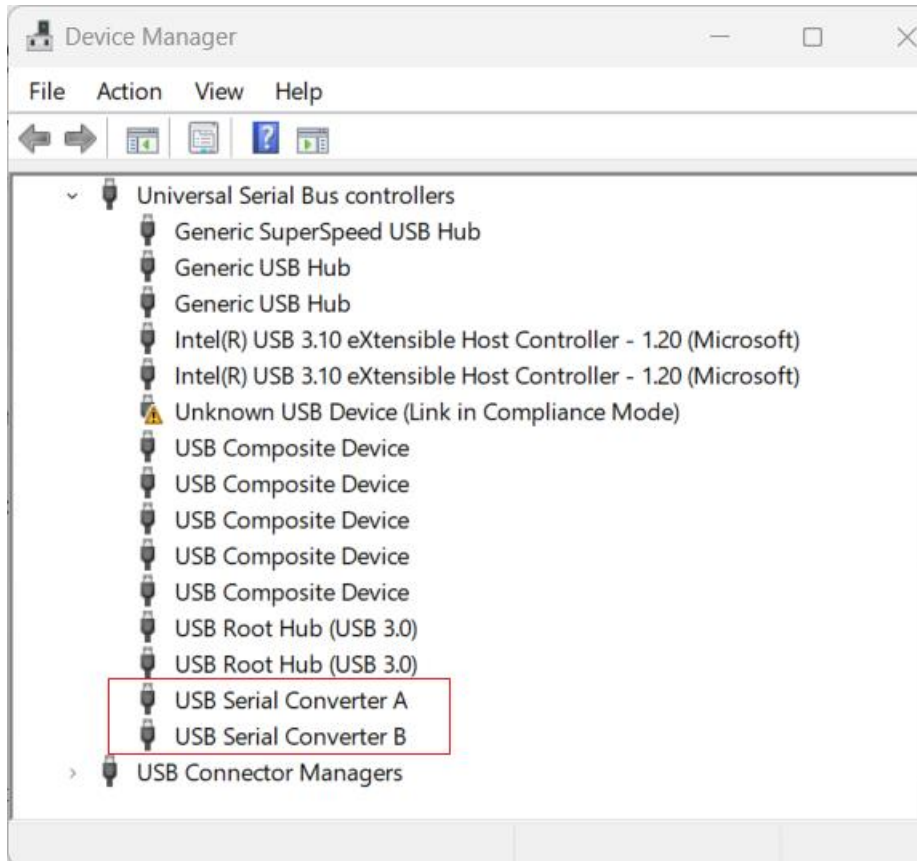 Device Manager
File Action View Help
Universal Serial Bus controllers
Generic SuperSpeed USB Hub
Generic USB Hub
Generic USB Hub
Intel(R) USB 3.10 eXtensible Host Controller - 1.20 (Microsoft)
Intel(R) USB 3.10 eXtensible Host Controller - 1.20 (Microsoft)
Unknown USB Device (Link in Compliance Mode)
USB Composite Device
USB Composite Device
USB Composite Device
USB Composite Device
USB Composite Device
USB Root Hub (USB 3.0)
USB Root Hub (USB 3.0)
USB Serial Converter A
USB Serial Converter B
USB Connector Managers